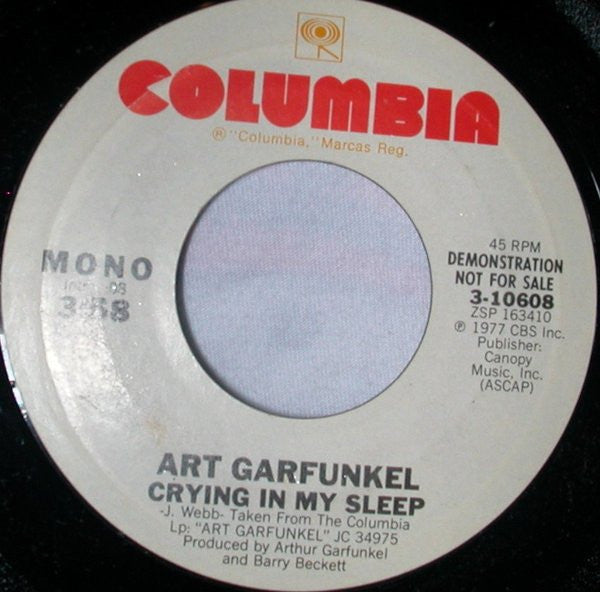 COLUMBIA
® "Columbia," Marcas Reg.
MONO
3:58
45 RPM
DEMONSTRATION
NOT FOR SALE
3-10608
ZSP 163410
℗ 1977 CBS Inc.
Publisher:
Canopy
Music, Inc.
(ASCAP)
ART GARFUNKEL
CRYING IN MY SLEEP
-J. Webb- Taken From The Columbia
Lp: "ART GARFUNKEL" JC 34975
Produced by Arthur Garfunkel
and Barry Beckett